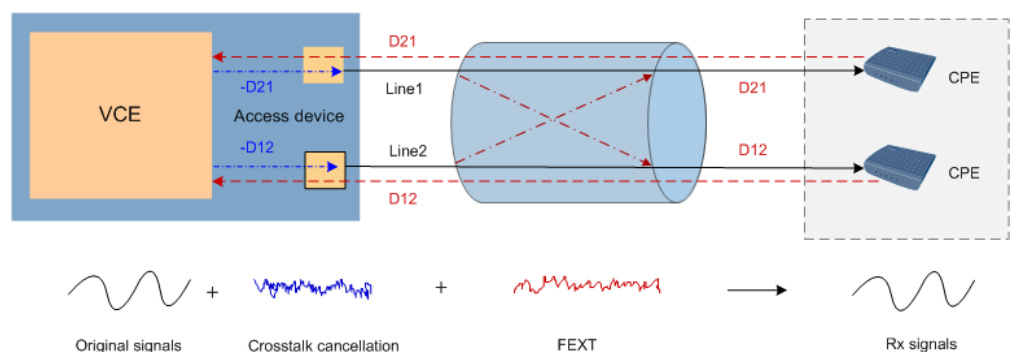 D21
-D21
Line1
D21
CPE
VCE
Access device
-D12
Line2
D12
CPE
D12
+
+
Original signals
Crosstalk cancellation
FEXT
Rx signals